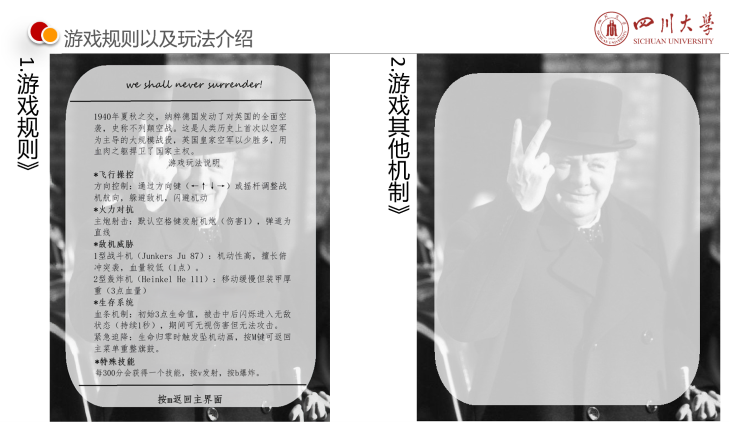 游戏规则以及玩法介绍
四川大学
SICHUAN UNIVERSITY
1.游戏规则》
we shall never surrender!
1940年夏秋之交，纳粹德国发动了对英国的全面空
袭，史称不列颠空战。这是人类历史上首次以空军
为主导的大规模战役，英国皇家空军以少胜多，用
血肉之躯捍卫了国家主权。
游戏玩法说明
*飞行操控
方向控制：通过方向键（←↑↓→）或摇杆调整战
机航向，躲避敌机，闪避机动
*火力对抗
主炮射击：默认空格键发射机炮（伤害1），弹道为
直线
*敌机威胁
1型战斗机（Junkers Ju 87）：机动性高，擅长俯
冲突袭，血量较低（1点）。
2型轰炸机（Heinkel He 111）：移动缓慢但装甲厚
重（3点血量）
*生存系统
血条机制：初始3点生命值，被击中后闪烁进入无敌
状态（持续1秒），期间可无视伤害但无法攻击。
紧急迫降：生命归零时触发坠机动画，按M键可返回
主菜单重整旗鼓。
*特殊技能
每300分会获得一个技能，按v发射，按b爆炸。
按m返回主界面
2.游戏其他机制》